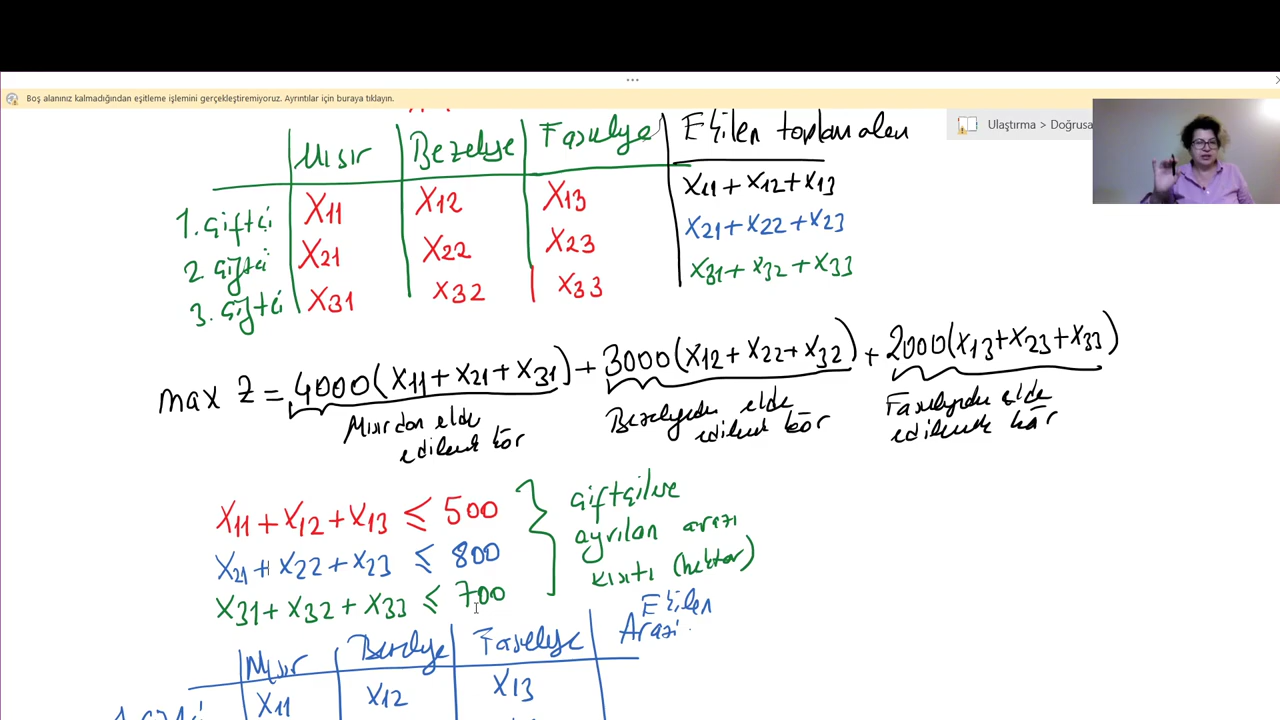 ...
Boş alanınız kalmadığından eşitleme işlemini gerçekleştiremiyoruz. Ayrıntılar için buraya tıklayın.
Ulaştırma > Doğrusa
Mısır Bezelye Fasulye Ekilen toplam alan
1. Çiftçi X11 X12 X13 X11+X12+X13
2 Çiftçi X21 X22 X23 X21+X22+X23
3. Çiftçi X31 X32 X33 X31+X32+X33
max Z = 4000(X11+X21+X31)+3000(X12+X22+X32)+2000(X13+X23+X33)
Mısırdan elde edilecek kâr
Bezelyeden elde edilecek kâr
Fasulyeden elde edilecek kâr
X11+X12+X13 ≤ 500
X21+X22+X23 ≤ 800
X31+X32+X33 ≤ 700
çiftçilere
ayrılan arazi
kısıtı (hektar)
Mısır Bezelye Fasulye Ekilen Arazi
X11 X12 X13